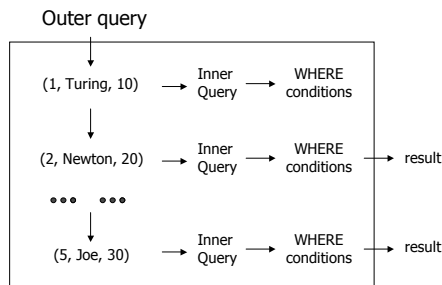 Outer query
(1, Turing, 10)
Inner
Query
WHERE
conditions
(2, Newton, 20)
Inner
Query
WHERE
conditions
result
(5, Joe, 30)
Inner
Query
WHERE
conditions
result